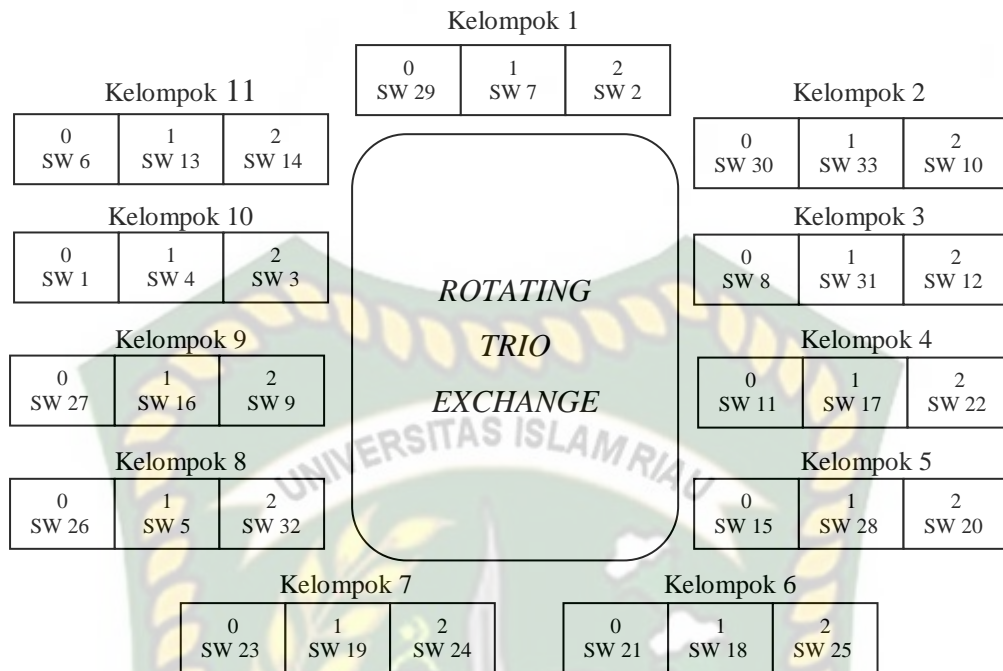 Kelompok 1
0 1 2
SW 29 SW 7 SW 2
Kelompok 11
0 1 2
SW 6 SW 13 SW 14
Kelompok 2
0 1 2
SW 30 SW 33 SW 10
Kelompok 10
0 1 2
SW 1 SW 4 SW 3
Kelompok 3
0 1 2
SW 8 SW 31 SW 12
ROTATING
TRIO
EXCHANGE
Kelompok 9
0 1 2
SW 27 SW 16 SW 9
Kelompok 4
0 1 2
SW 11 SW 17 SW 22
UNIVERSITAS ISLAM RIAU
Kelompok 8
0 1 2
SW 26 SW 5 SW 32
Kelompok 5
0 1 2
SW 15 SW 28 SW 20
Kelompok 7
0 1 2
SW 23 SW 19 SW 24
Kelompok 6
0 1 2
SW 21 SW 18 SW 25